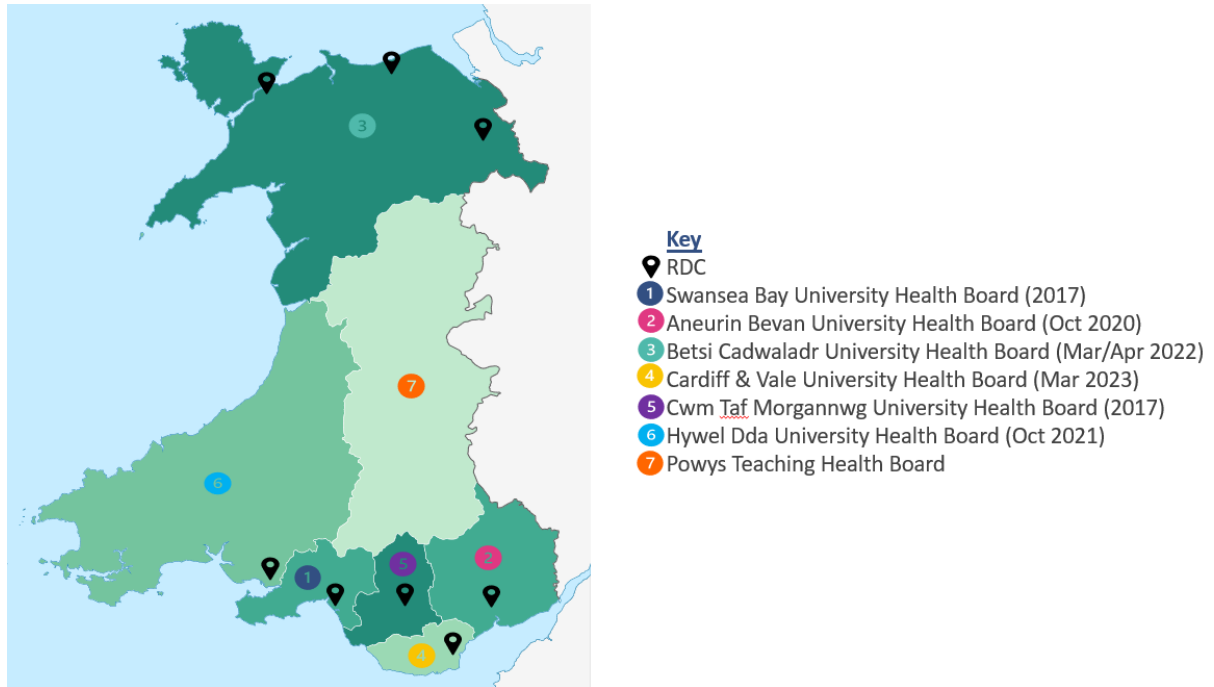 3
7
6
5
2
1
4
Key
RDC
1 Swansea Bay University Health Board (2017)
2 Aneurin Bevan University Health Board (Oct 2020)
3 Betsi Cadwaladr University Health Board (Mar/Apr 2022)
4 Cardiff & Vale University Health Board (Mar 2023)
5 Cwm Taf Morgannwg University Health Board (2017)
6 Hywel Dda University Health Board (Oct 2021)
7 Powys Teaching Health Board